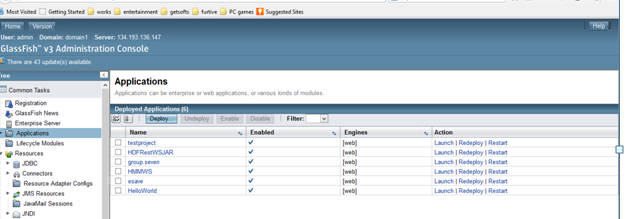 Most Visited Getting Started works entertainment getsofts furtive PC games Suggested Sites
Home Version Help
User: admin Domain: domain1 Server: 134.193.136.147
GlassFish™ v3 Administration Console
There are 43 update(s) available.
Tree
Common Tasks
Registration
GlassFish News
Enterprise Server
Applications
Lifecycle Modules
Resources
JDBC
Connectors
Resource Adapter Configs
JMS Resources
JavaMail Sessions
JNDI
Applications
Applications can be enterprise or web applications, or various kinds of modules.
Deployed Applications (6)
Deploy... Undeploy Enable Disable Filter:
Name Enabled Engines Action
testproject [web] Launch | Redeploy | Restart
HDFRestWSJAR [web] Launch | Redeploy | Restart
group.seven [web] Launch | Redeploy | Restart
HMMWS [web] Launch | Redeploy | Restart
esave [web] Launch | Redeploy | Restart
HelloWorld [web] Launch | Redeploy | Restart